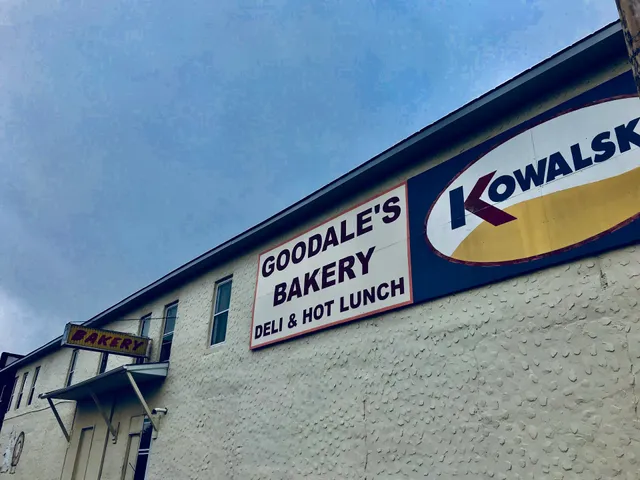 GOODALE'S
BAKERY
DELI & HOT LUNCH
KOWALSK
BAKERY